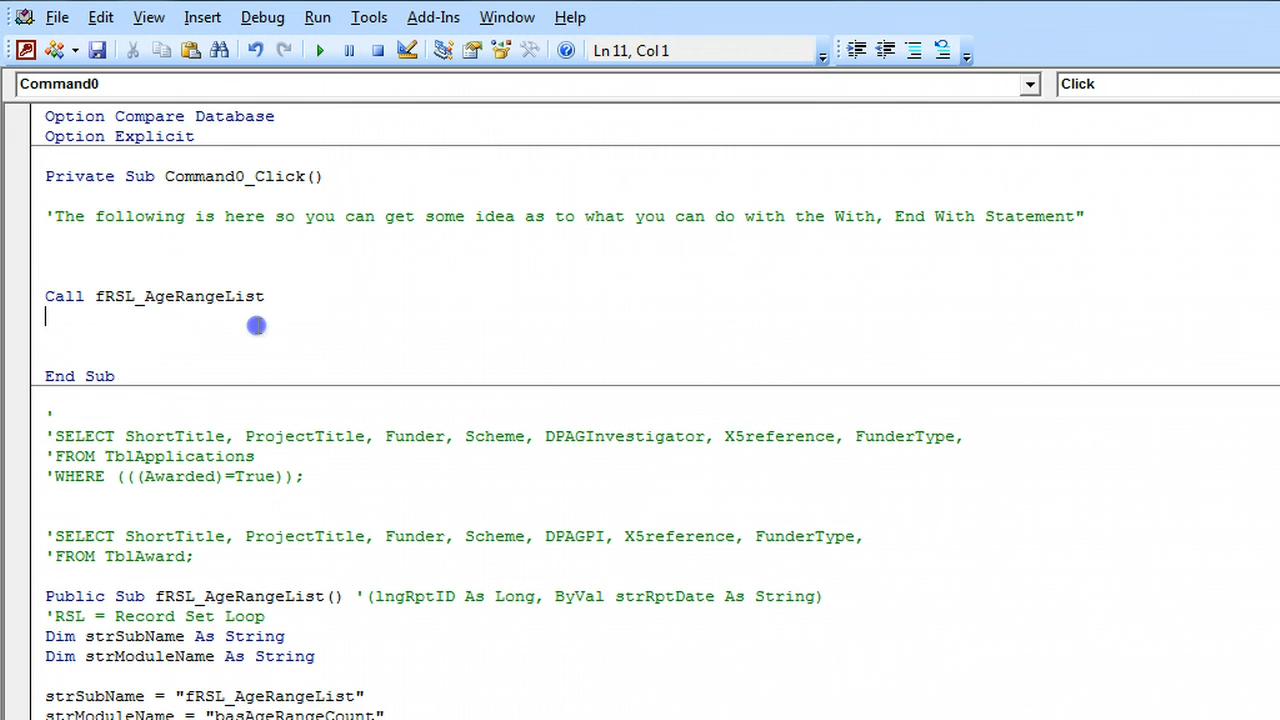 File Edit View Insert Format Debug Run Tools Add-Ins Window Help
Ln 11, Col 1
Command0 Click
Option Compare Database
Option Explicit
Private Sub Command0_Click()
'The following is here so you can get some idea as to what you can do with the With, End With Statement"
Call fRSL_AgeRangeList
End Sub
'
'SELECT ShortTitle, ProjectTitle, Funder, Scheme, DPAGInvestigator, X5reference, FunderType,
'FROM TblApplications
'WHERE (((Awarded)=True));
'SELECT ShortTitle, ProjectTitle, Funder, Scheme, DPAGPI, X5reference, FunderType,
'FROM TblAward;
Public Sub fRSL_AgeRangeList() '(lngRptID As Long, ByVal strRptDate As String)
'RSL = Record Set Loop
Dim strSubName As String
Dim strModuleName As String
strSubName = "fRSL_AgeRangeList"
strModuleName = "basAgeRangeCount"